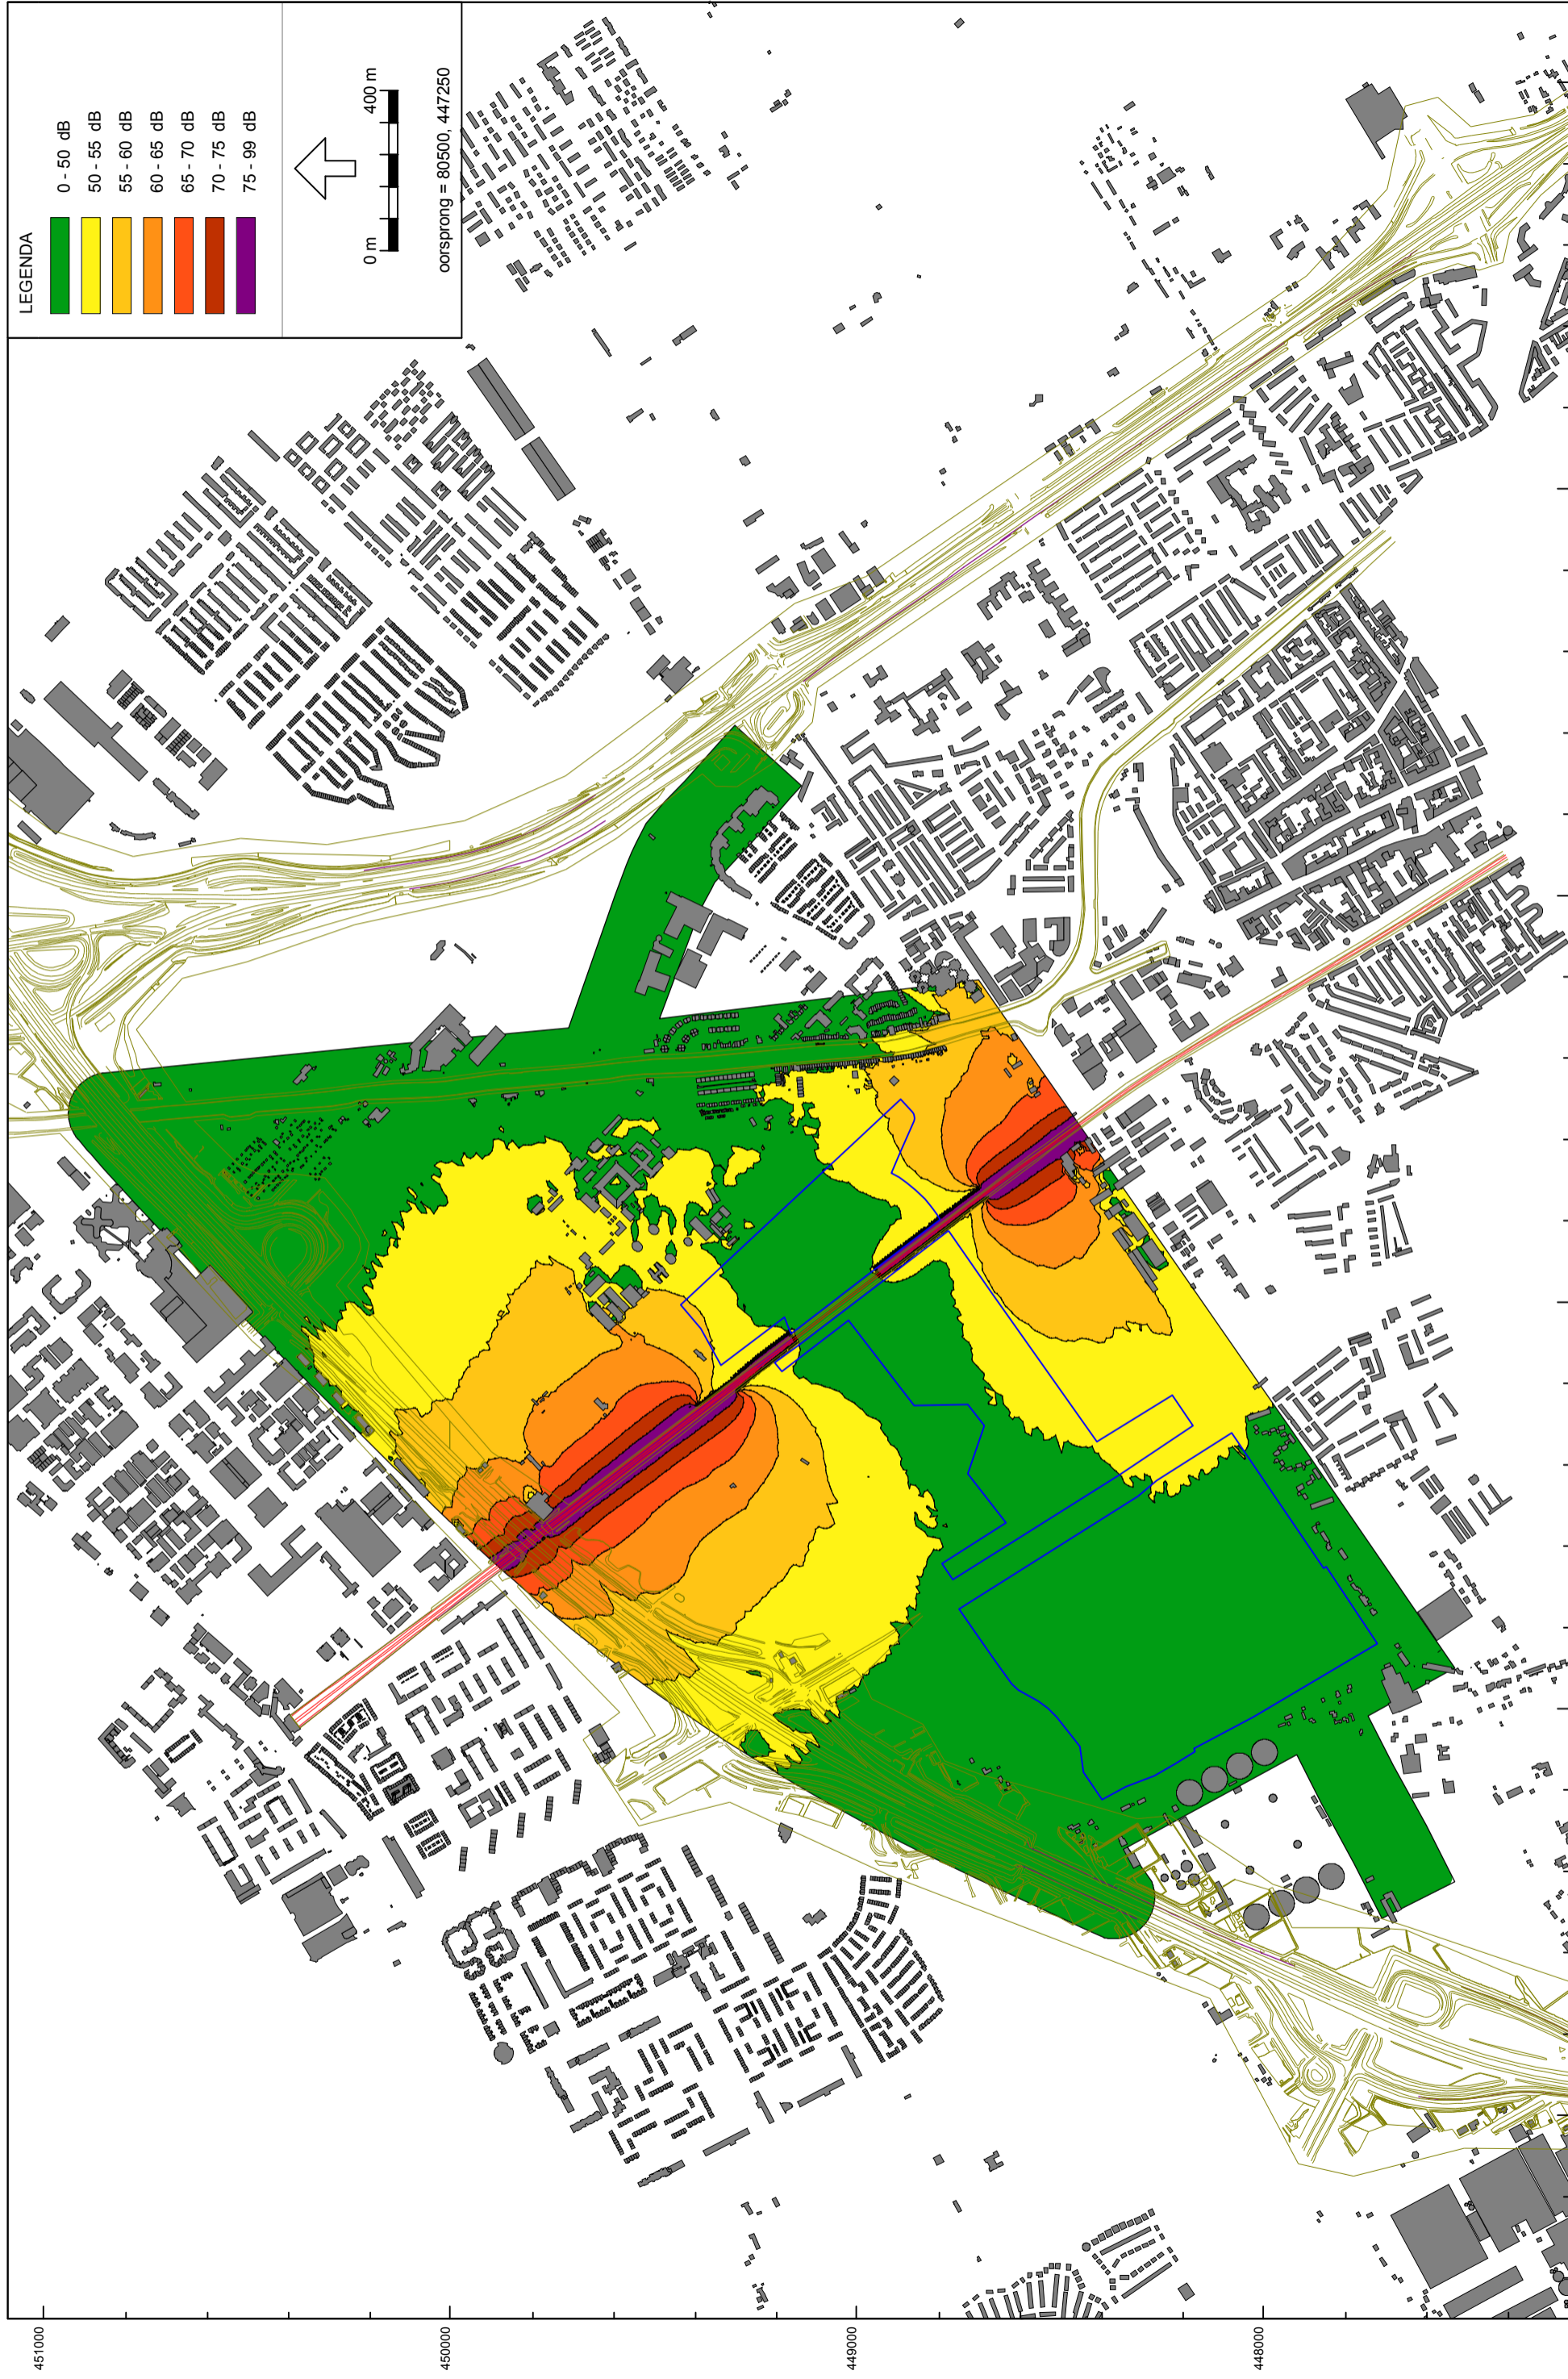 LEGENDA
0 - 50 dB
50 - 55 dB
55 - 60 dB
60 - 65 dB
65 - 70 dB
70 - 75 dB
75 - 99 dB
0 m 400 m
oorsprong = 80500, 447250
451000
450000
449000
448000